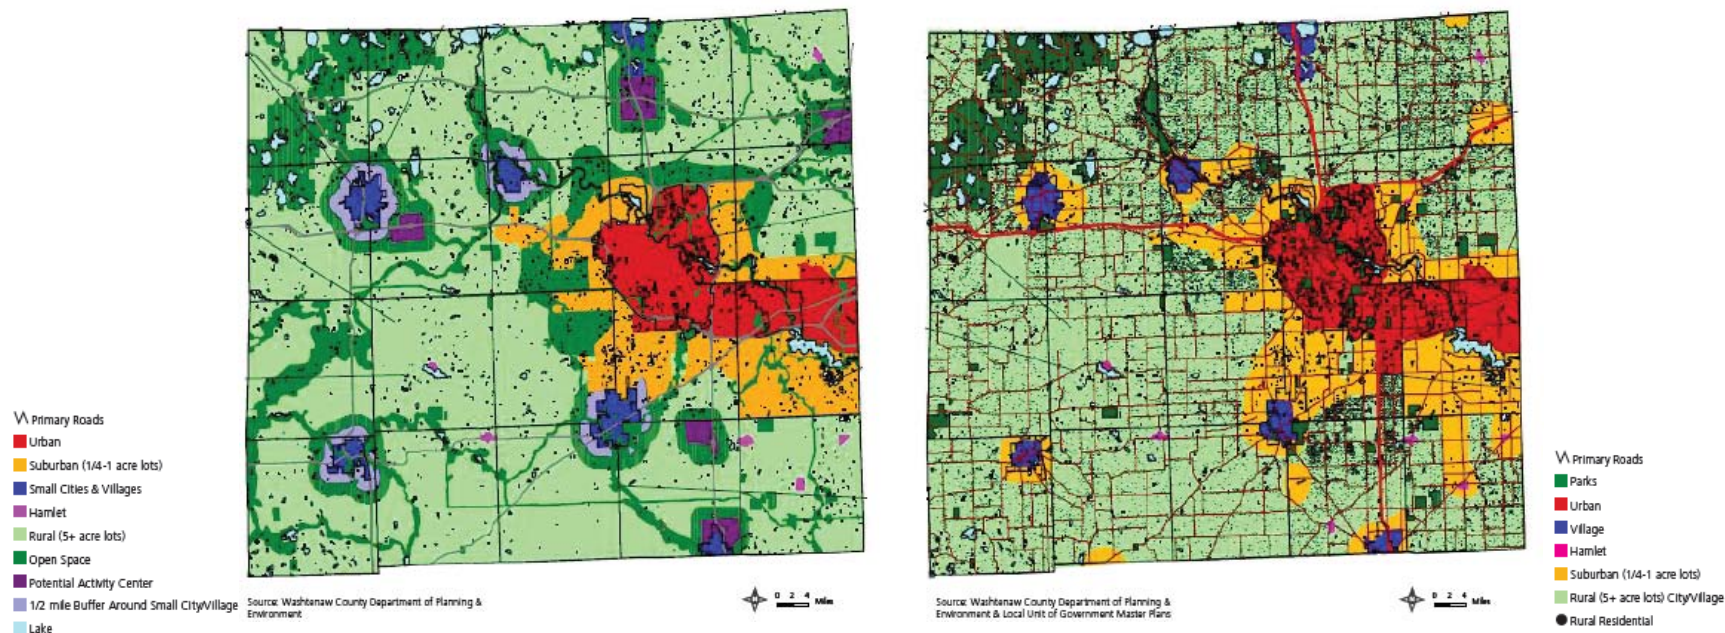 Primary Roads
Urban
Suburban (1/4-1 acre lots)
Small Cities & Villages
Hamlet
Rural (5+ acre lots)
Open Space
Potential Activity Center
1/2 mile Buffer Around Small City/Village
Lake
Source: Washtenaw County Department of Planning &
Environment
0 2 4 Miles
Source: Washtenaw County Department of Planning &
Environment & Local Unit of Government Master Plans
0 2 4 Miles
Primary Roads
Parks
Urban
Village
Hamlet
Suburban (1/4-1 acre lots)
Rural (5+ acre lots) City/Village
Rural Residential